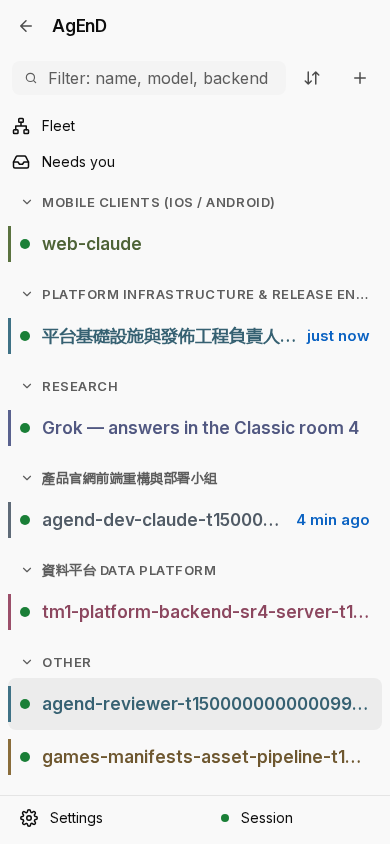 AgEnD
Filter: name, model, backend
Fleet
Needs you
MOBILE CLIENTS (IOS / ANDROID)
web-claude
PLATFORM INFRASTRUCTURE & RELEASE EN…
平台基礎設施與發佈工程負責人… just now
RESEARCH
Grok — answers in the Classic room 4
產品官網前端重構與部署小組
agend-dev-claude-t15000… 4 min ago
資料平台 DATA PLATFORM
tm1-platform-backend-sr4-server-t1…
OTHER
agend-reviewer-t150000000000099…
games-manifests-asset-pipeline-t1…
Settings
Session